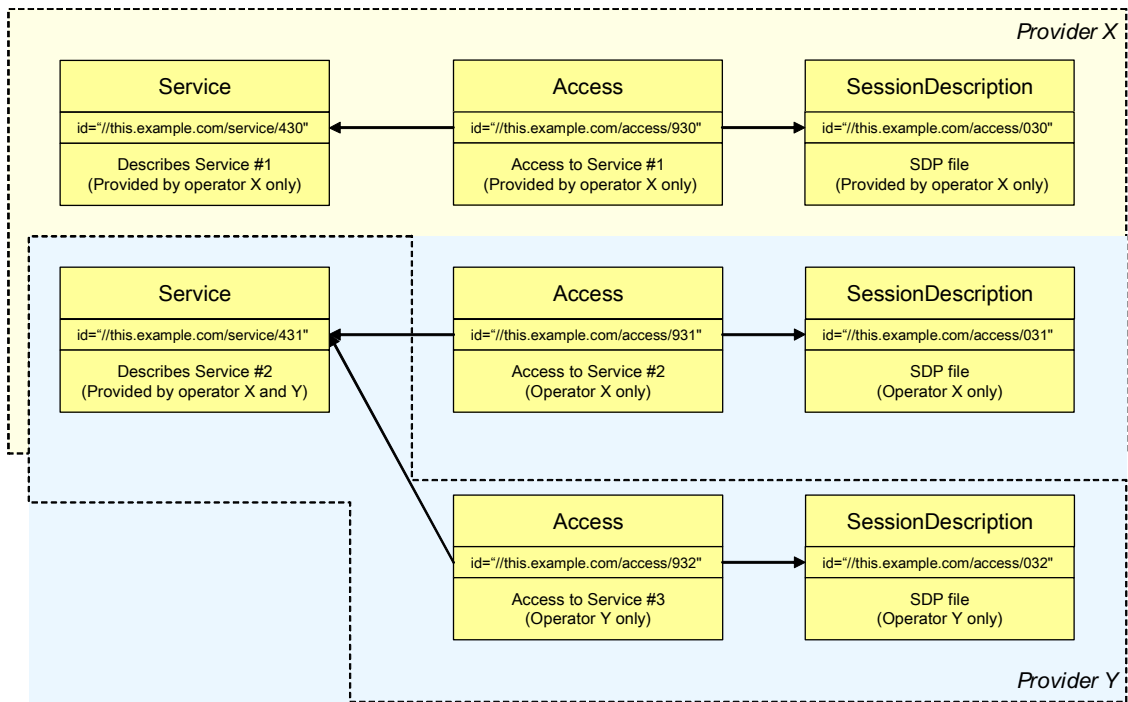 Provider X
Service
id="//this.example.com/service/430"
Describes Service #1
(Provided by operator X only)
Access
id="//this.example.com/access/930"
Access to Service #1
(Provided by operator X only)
SessionDescription
id="//this.example.com/access/030"
SDP file
(Provided by operator X only)
Service
id="//this.example.com/service/431"
Describes Service #2
(Provided by operator X and Y)
Access
id="//this.example.com/access/931"
Access to Service #2
(Operator X only)
SessionDescription
id="//this.example.com/access/031"
SDP file
(Operator X only)
Access
id="//this.example.com/access/932"
Access to Service #3
(Operator Y only)
SessionDescription
id="//this.example.com/access/032"
SDP file
(Operator Y only)
Provider Y